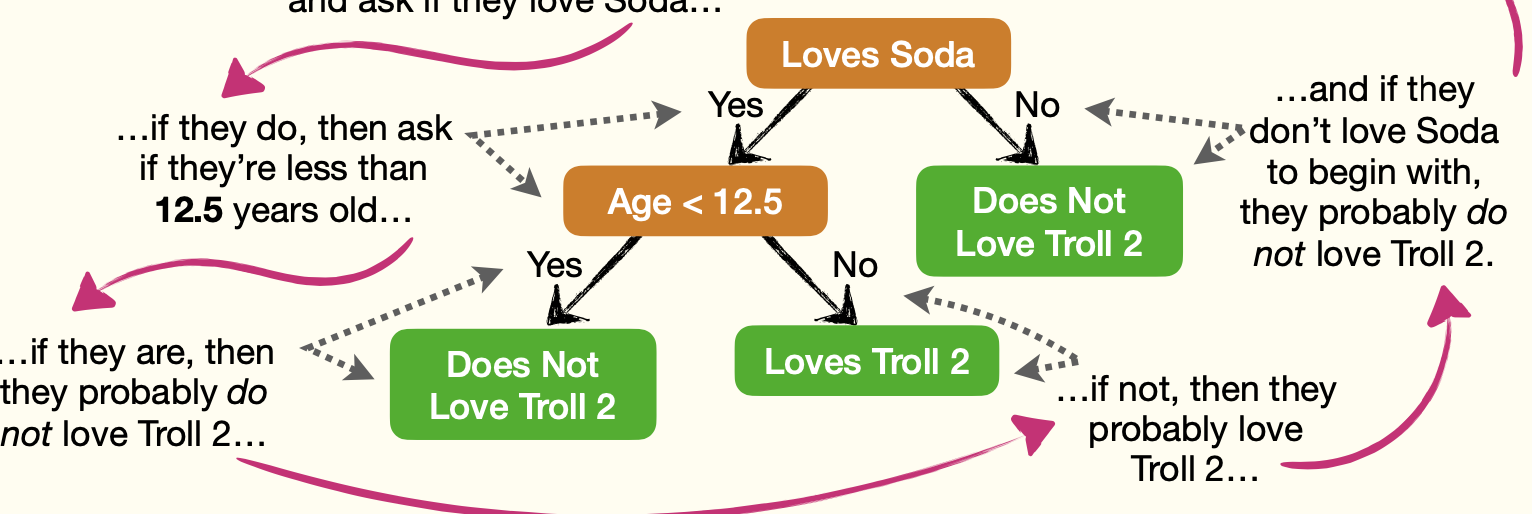 and ask if they love Soda…
Loves Soda
Yes
No
…if they do, then ask
if they’re less than
12.5 years old…
Age < 12.5
Does Not
Love Troll 2
…and if they
don’t love Soda
to begin with,
they probably do
not love Troll 2.
Yes
No
…if they are, then
they probably do
not love Troll 2…
Does Not
Love Troll 2
Loves Troll 2
…if not, then they
probably love
Troll 2…